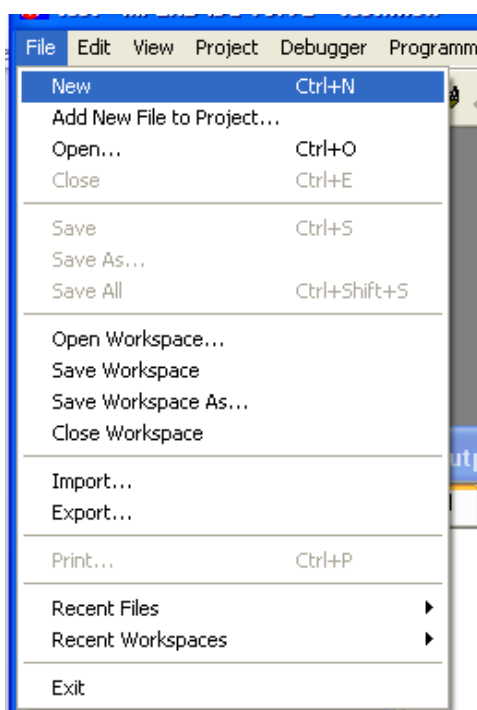 File Edit View Project Debugger Programm
New Ctrl+N
Add New File to Project...
Open... Ctrl+O
Close Ctrl+E
Save Ctrl+S
Save As...
Save All Ctrl+Shift+S
Open Workspace...
Save Workspace
Save Workspace As...
Close Workspace
Import...
Export...
Print... Ctrl+P
Recent Files
Recent Workspaces
Exit